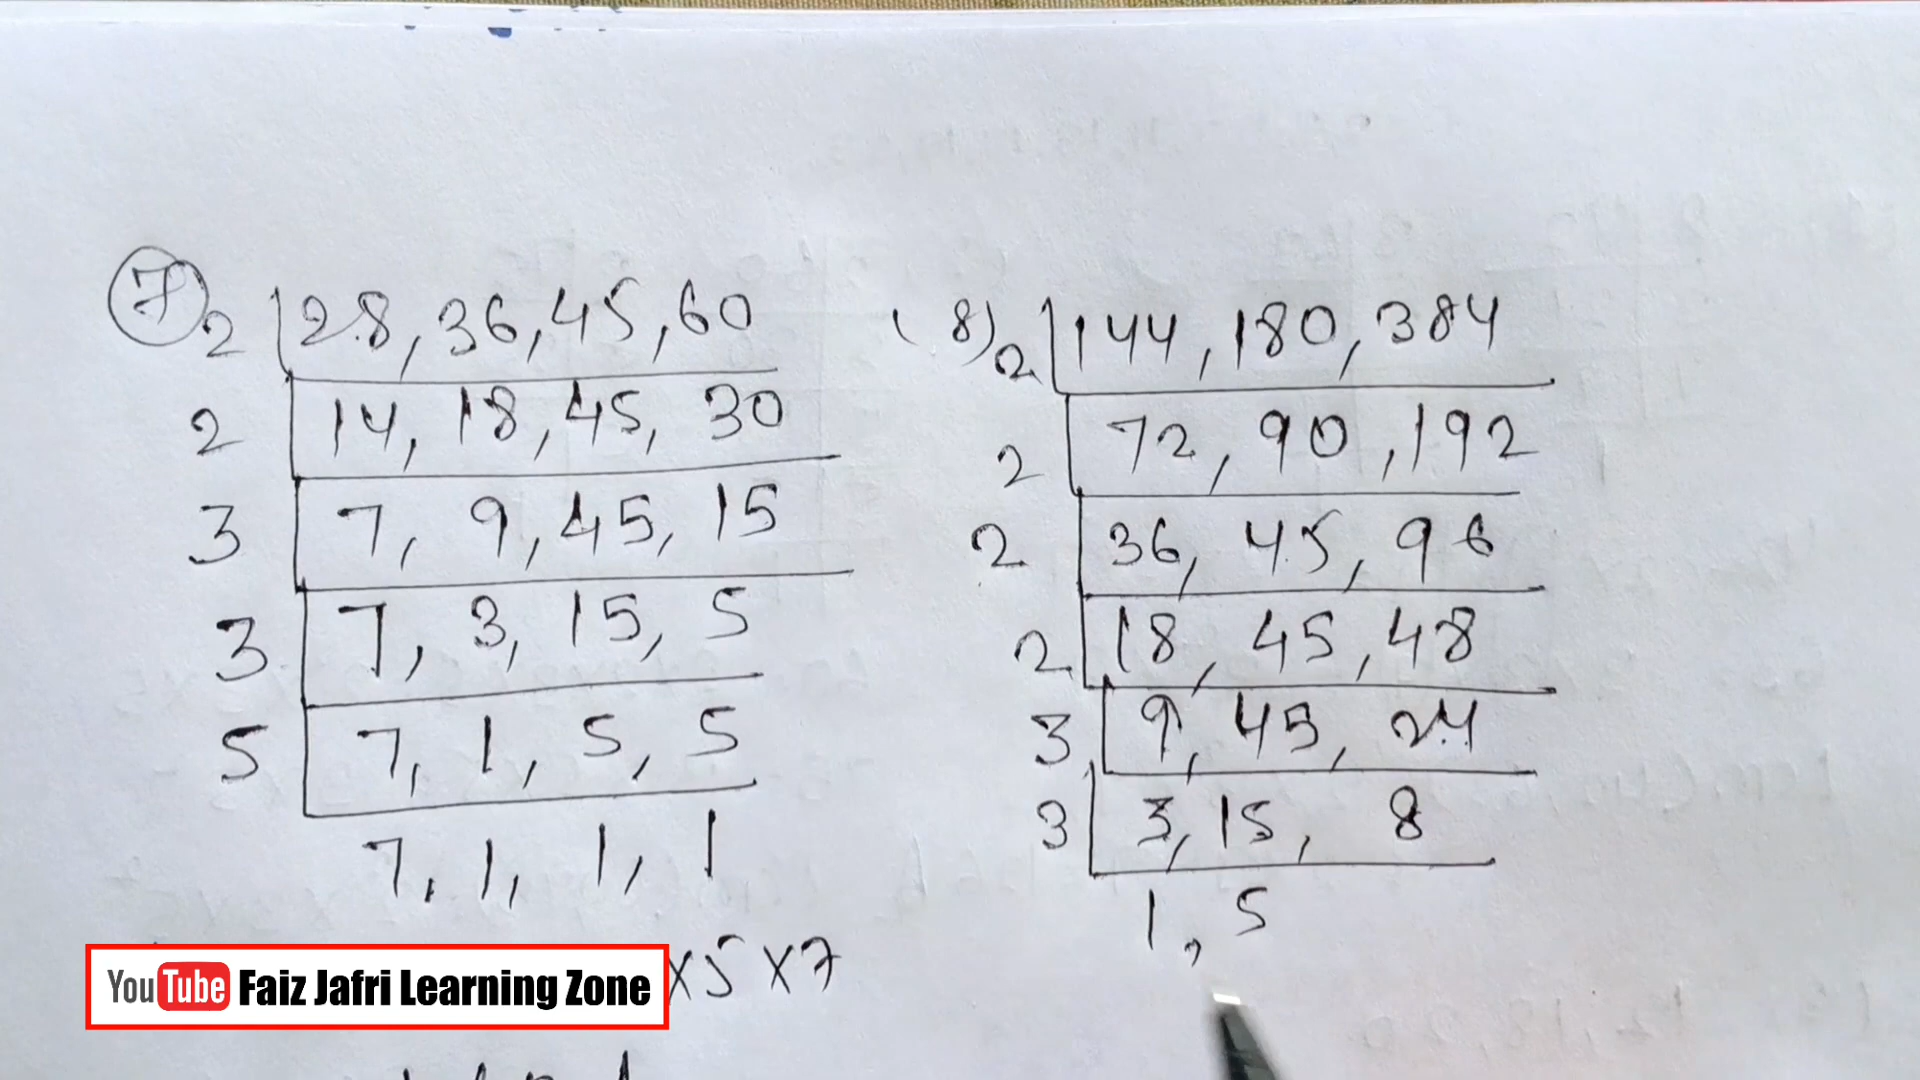 (7) 2 | 28, 36, 45, 60
2 | 14, 18, 45, 30
3 | 7, 9, 45, 15
3 | 7, 3, 15, 5
5 | 7, 1, 5, 5
7, 1, 1, 1
×5×7
(8) 2 | 144, 180, 384
2 | 72, 90, 192
2 | 36, 45, 96
2 | 18, 45, 48
3 | 9, 45, 24
3 | 3, 15, 8
1, 5
YouTube Faiz Jafri Learning Zone